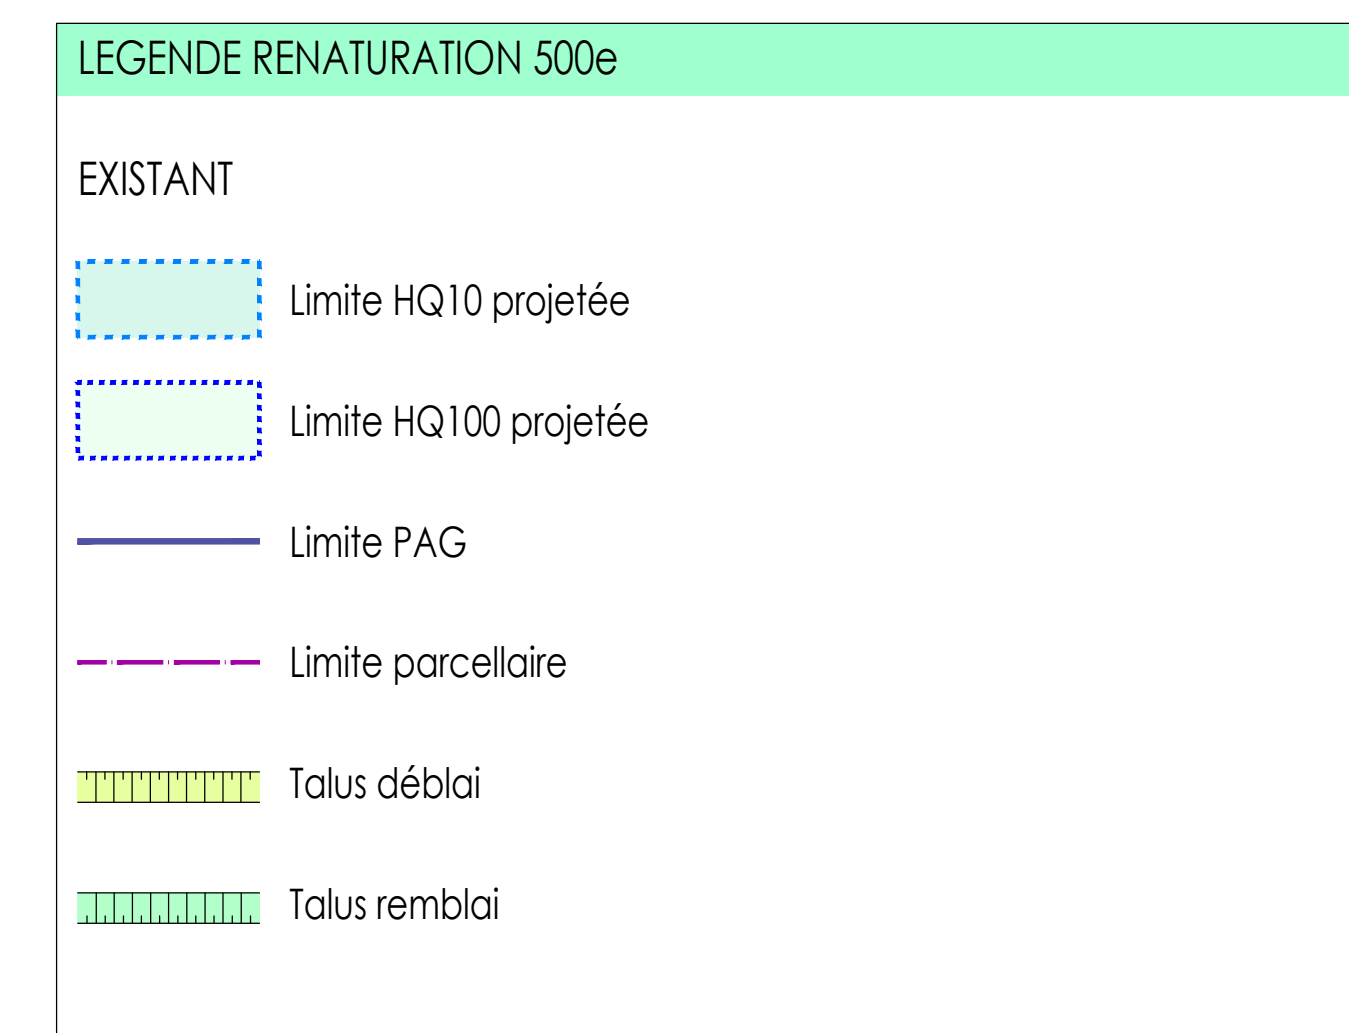 LEGENDE RENATURATION 500e
EXISTANT
Limite HQ10 projetée
Limite HQ100 projetée
Limite PAG
Limite parcellaire
Talus déblai
Talus remblai